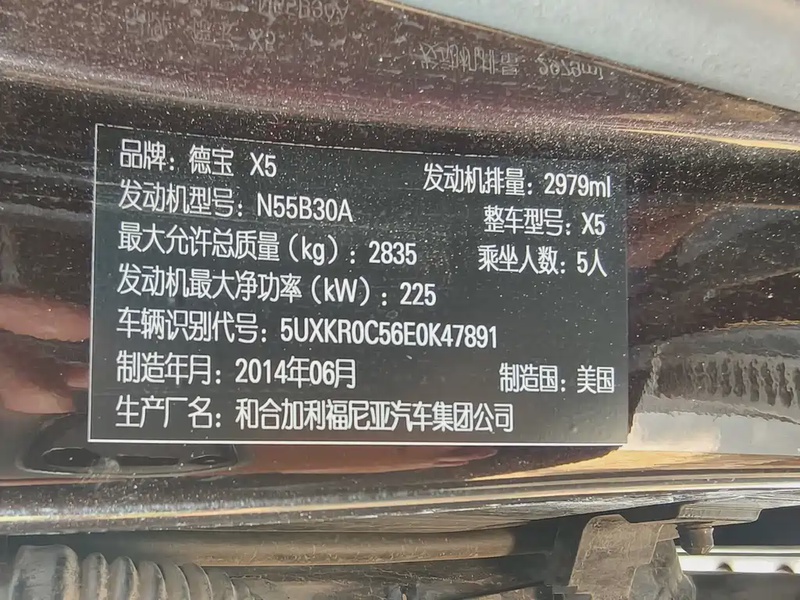 品牌：德宝 X5
发动机排量：2979ml
发动机型号：N55B30A
整车型号：X5
最大允许总质量（kg）：2835
乘坐人数：5人
发动机最大净功率（kW）：225
车辆识别代号：5UXKR0C56E0K47891
制造年月：2014年06月
制造国：美国
生产厂名：和合加利福尼亚汽车集团公司